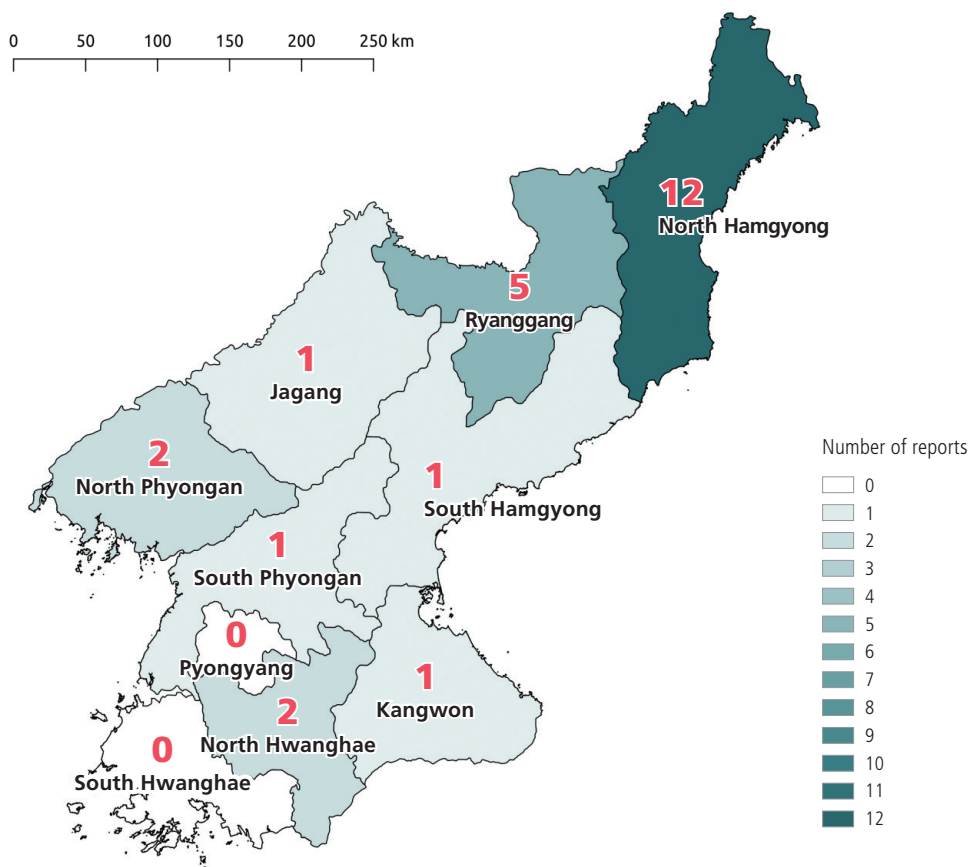 0 50 100 150 200 250 km
12
North Hamgyong
5
Ryanggang
1
Jagang
2
North Phyongan
1
South Hamgyong
1
South Phyongan
0
Pyongyang
1
Kangwon
2
North Hwanghae
0
South Hwanghae
Number of reports
0
1
2
3
4
5
6
7
8
9
10
11
12